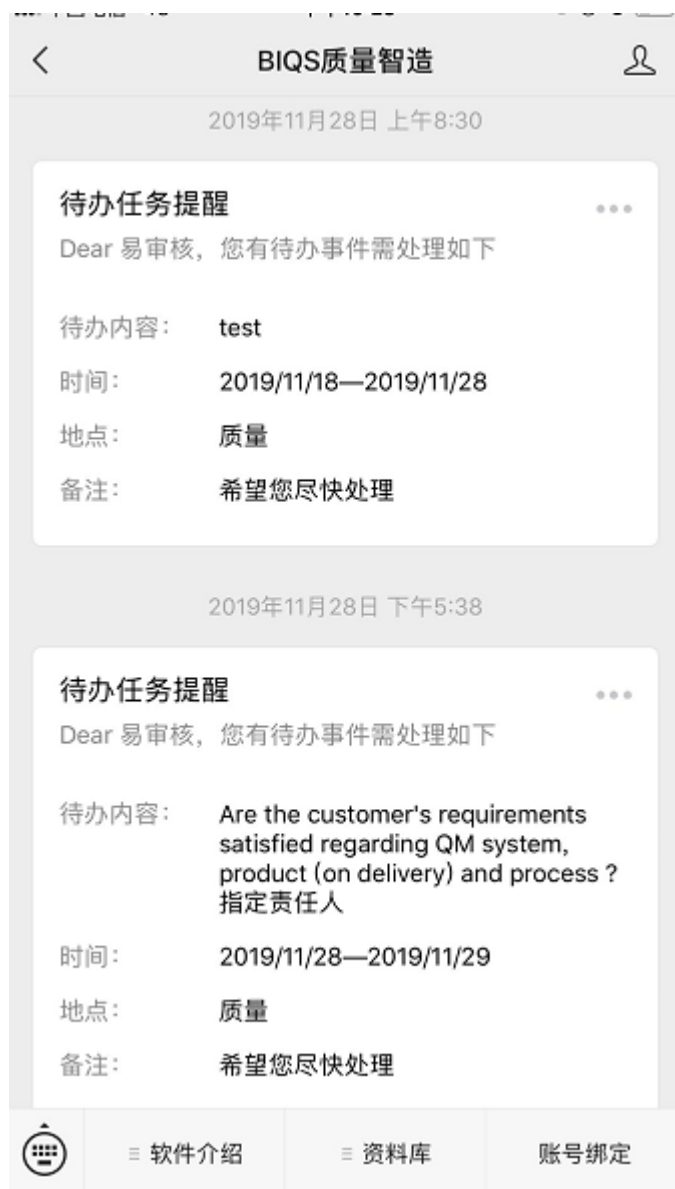 BIQS质量智造
2019年11月28日 上午8:30
待办任务提醒
Dear 易审核，您有待办事件需处理如下
待办内容： test
时间： 2019/11/18—2019/11/28
地点： 质量
备注： 希望您尽快处理
2019年11月28日 下午5:38
待办任务提醒
Dear 易审核，您有待办事件需处理如下
待办内容： Are the customer's requirements
satisfied regarding QM system,
product (on delivery) and process ?
指定责任人
时间： 2019/11/28—2019/11/29
地点： 质量
备注： 希望您尽快处理
软件介绍 资料库 账号绑定